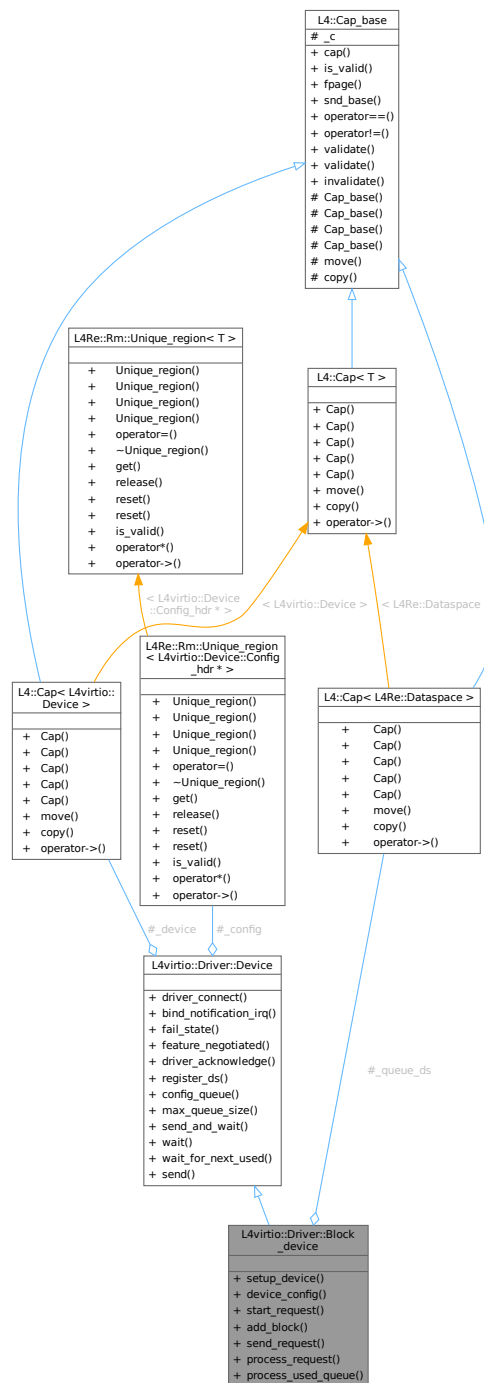 L4::Cap_base
# _c
+ cap()
+ is_valid()
+ fpage()
+ snd_base()
+ operator==()
+ operator!=()
+ validate()
+ validate()
+ invalidate()
# Cap_base()
# Cap_base()
# Cap_base()
# Cap_base()
# move()
# copy()
L4Re::Rm::Unique_region< T >
+ Unique_region()
+ Unique_region()
+ Unique_region()
+ Unique_region()
+ operator=()
+ ~Unique_region()
+ get()
+ release()
+ reset()
+ reset()
+ is_valid()
+ operator*()
+ operator->()
L4::Cap< T >
+ Cap()
+ Cap()
+ Cap()
+ Cap()
+ Cap()
+ move()
+ copy()
+ operator->()
< L4virtio::Device
::Config_hdr * >
< L4virtio::Device >
< L4Re::Dataspace
L4::Cap< L4virtio::
Device >
+ Cap()
+ Cap()
+ Cap()
+ Cap()
+ Cap()
+ move()
+ copy()
+ operator->()
L4Re::Rm::Unique_region
< L4virtio::Device::Config
_hdr * >
+ Unique_region()
+ Unique_region()
+ Unique_region()
+ Unique_region()
+ operator=()
+ ~Unique_region()
+ get()
+ release()
+ reset()
+ reset()
+ is_valid()
+ operator*()
+ operator->()
L4::Cap< L4Re::Dataspace >
+ Cap()
+ Cap()
+ Cap()
+ Cap()
+ Cap()
+ move()
+ copy()
+ operator->()
#_device
#_config
L4virtio::Driver::Device
+ driver_connect()
+ bind_notification_irq()
+ fail_state()
+ feature_negotiated()
+ driver_acknowledge()
+ register_ds()
+ config_queue()
+ max_queue_size()
+ send_and_wait()
+ wait()
+ wait_for_next_used()
+ send()
#_queue_ds
L4virtio::Driver::Block
_device
+ setup_device()
+ device_config()
+ start_request()
+ add_block()
+ send_request()
+ process_request()
+ process_used_queue()